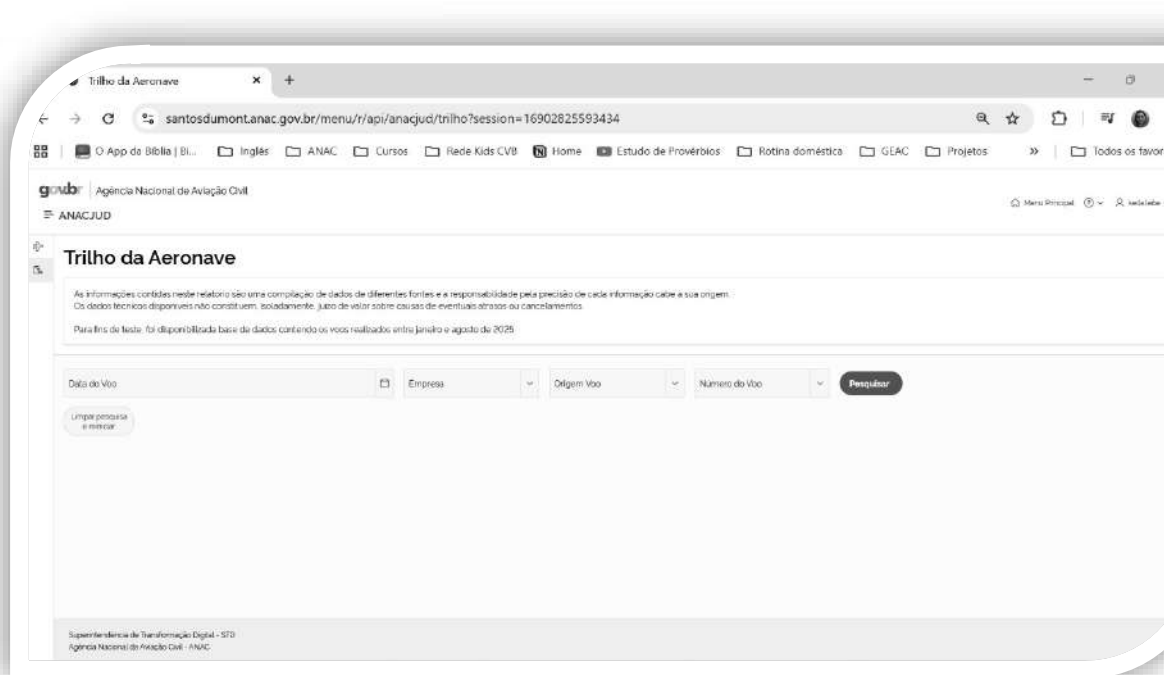 Trilho da Aeronave
santosdumont.anac.gov.br/menu/r/api/anacjud/trilho?session=16902825593434
O App da Bíblia | Bi... Inglês ANAC Cursos Rede Kids CVB Home Estudo de Provérbios Rotina doméstica GEAC Projetos » Todos os favor
gov.br Agência Nacional de Aviação Civil
ANACJUD
Menu Principal
Trilho da Aeronave
As informações contidas neste relatório são uma compilação de dados de diferentes fontes e a responsabilidade pela precisão de cada informação cabe a sua origem.
Os dados técnicos disponíveis não constituem, isoladamente, juízo de valor sobre causas de eventuais atrasos ou cancelamentos.
Para fins de teste, foi disponibilizada base de dados contendo os voos realizados entre janeiro e agosto de 2025
Data do Voo Empresa Origem Voo Número do Voo Pesquisar
Limpar pesquisa
e reiniciar
Superintendência de Transformação Digital - STD
Agência Nacional de Aviação Civil - ANAC